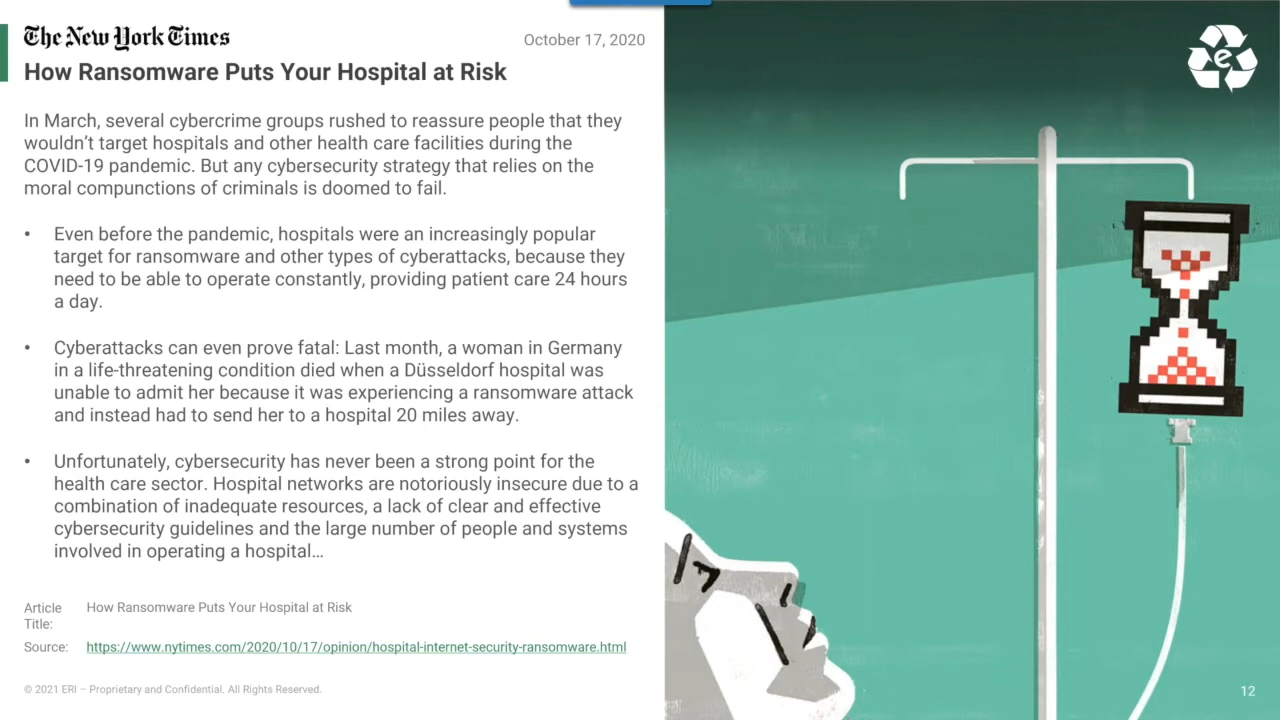 The New York Times
October 17, 2020
How Ransomware Puts Your Hospital at Risk
In March, several cybercrime groups rushed to reassure people that they
wouldn't target hospitals and other health care facilities during the
COVID-19 pandemic. But any cybersecurity strategy that relies on the
moral compunctions of criminals is doomed to fail.
• Even before the pandemic, hospitals were an increasingly popular
target for ransomware and other types of cyberattacks, because they
need to be able to operate constantly, providing patient care 24 hours
a day.
• Cyberattacks can even prove fatal: Last month, a woman in Germany
in a life-threatening condition died when a Düsseldorf hospital was
unable to admit her because it was experiencing a ransomware attack
and instead had to send her to a hospital 20 miles away.
• Unfortunately, cybersecurity has never been a strong point for the
health care sector. Hospital networks are notoriously insecure due to a
combination of inadequate resources, a lack of clear and effective
cybersecurity guidelines and the large number of people and systems
involved in operating a hospital…
Article Title: How Ransomware Puts Your Hospital at Risk
Source: https://www.nytimes.com/2020/10/17/opinion/hospital-internet-security-ransomware.html
© 2021 ERI – Proprietary and Confidential. All Rights Reserved.
e
12